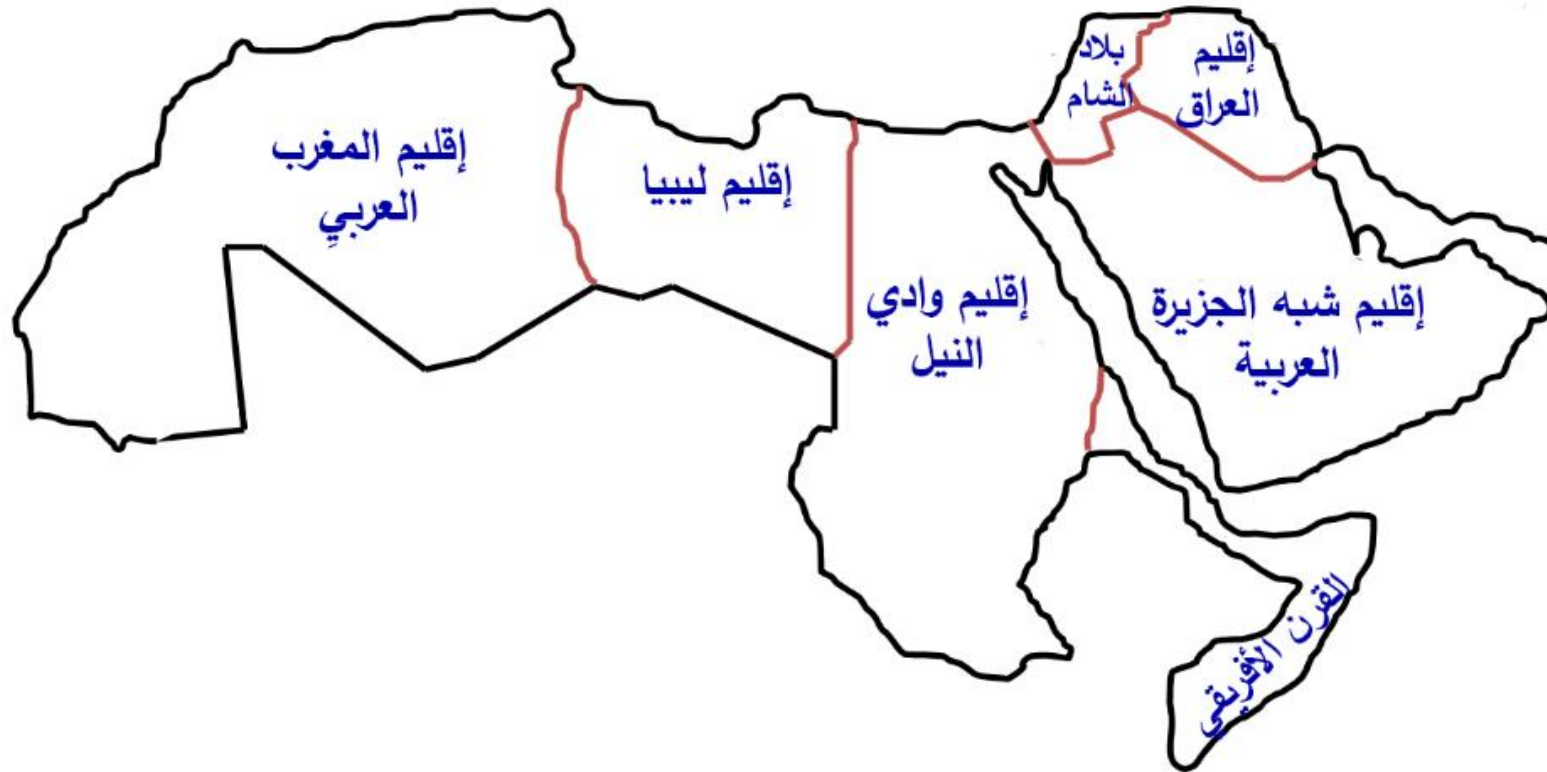 بلاد
الشام
إقليم
العراق
إقليم المغرب
العربي
إقليم ليبيا
إقليم وادي
النيل
إقليم شبه الجزيرة
العربية
القرن الأفريقي